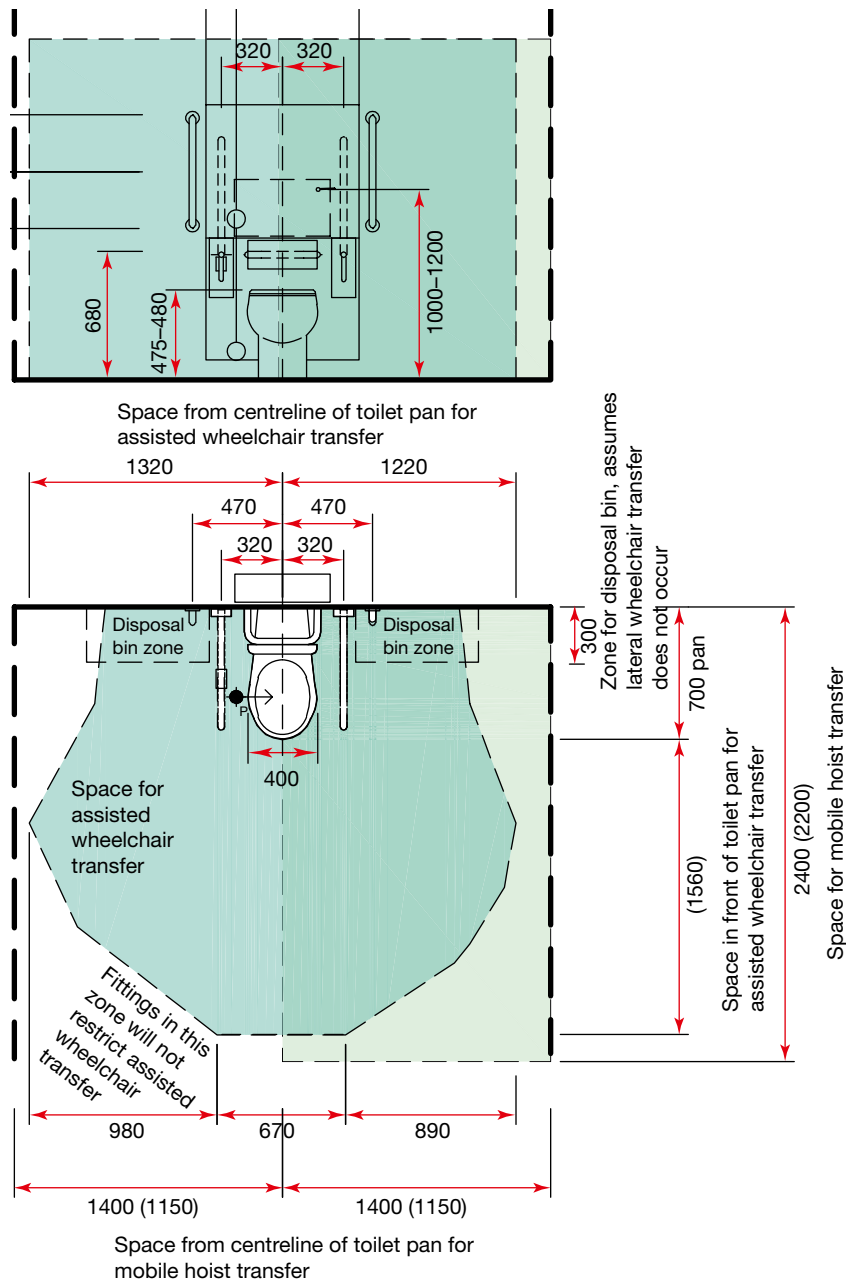 320
320
680
475–480
1000–1200
Space from centreline of toilet pan for
assisted wheelchair transfer
1320
1220
470
470
320
320
Disposal
bin zone
Disposal
bin zone
P
400
Space for
assisted
wheelchair
transfer
Fittings in this
zone will not
restrict assisted
wheelchair
transfer
300
Zone for disposal bin, assumes
lateral wheelchair transfer
does not occur
700 pan
(1560)
Space in front of toilet pan for
assisted wheelchair transfer
2400 (2200)
Space for mobile hoist transfer
980
670
890
1400 (1150)
1400 (1150)
Space from centreline of toilet pan for
mobile hoist transfer